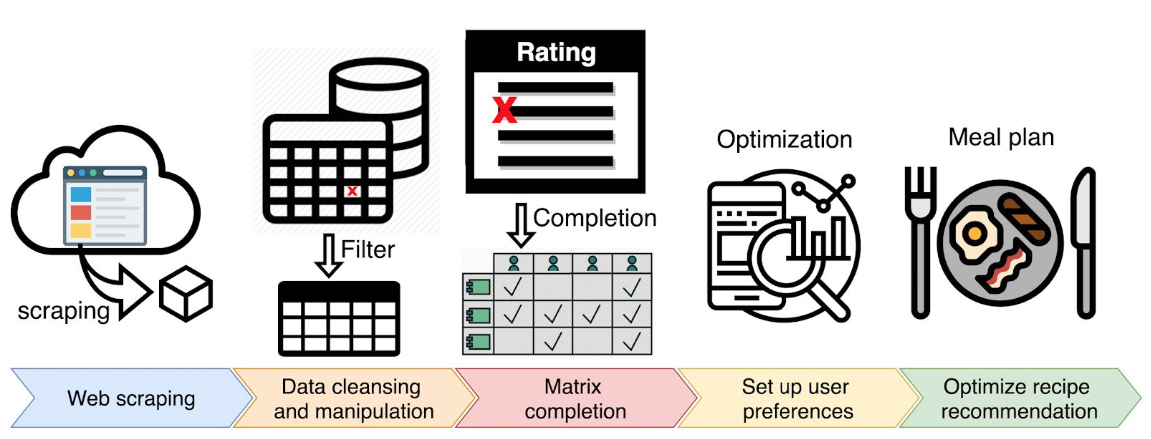 Rating
X
x
Optimization
Meal plan
Completion
Filter
scraping
Web scraping
Data cleansing
and manipulation
Matrix
completion
Set up user
preferences
Optimize recipe
recommendation